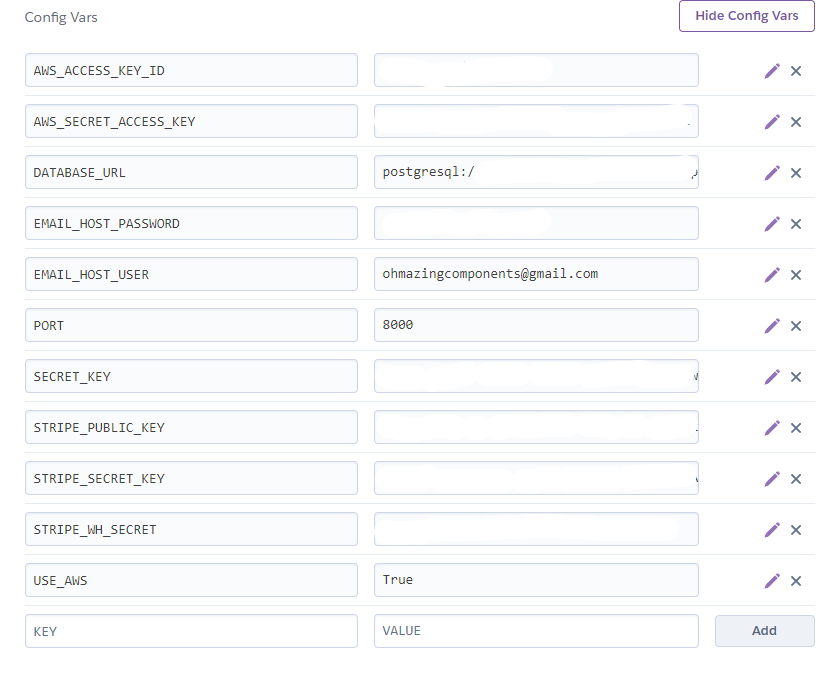 Config Vars
Hide Config Vars
AWS_ACCESS_KEY_ID
AWS_SECRET_ACCESS_KEY
DATABASE_URL postgresql:/
EMAIL_HOST_PASSWORD
EMAIL_HOST_USER ohmazingcomponents@gmail.com
PORT 8000
SECRET_KEY
STRIPE_PUBLIC_KEY
STRIPE_SECRET_KEY
STRIPE_WH_SECRET
USE_AWS True
KEY VALUE Add